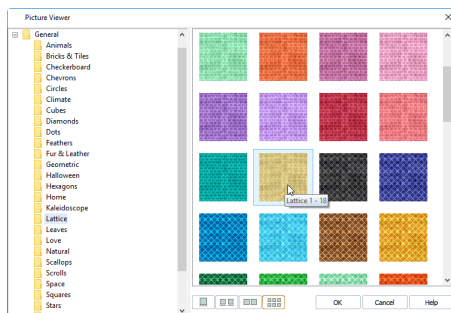 Picture Viewer
General
Animals
Bricks & Tiles
Checkerboard
Chevrons
Circles
Climate
Cubes
Diamonds
Dots
Feathers
Fur & Leather
Geometric
Halloween
Hexagons
Home
Kaleidoscope
Lattice
Leaves
Love
Natural
Scallops
Scrolls
Space
Squares
Stars
Lattice 1 - 18
OK
Cancel
Help